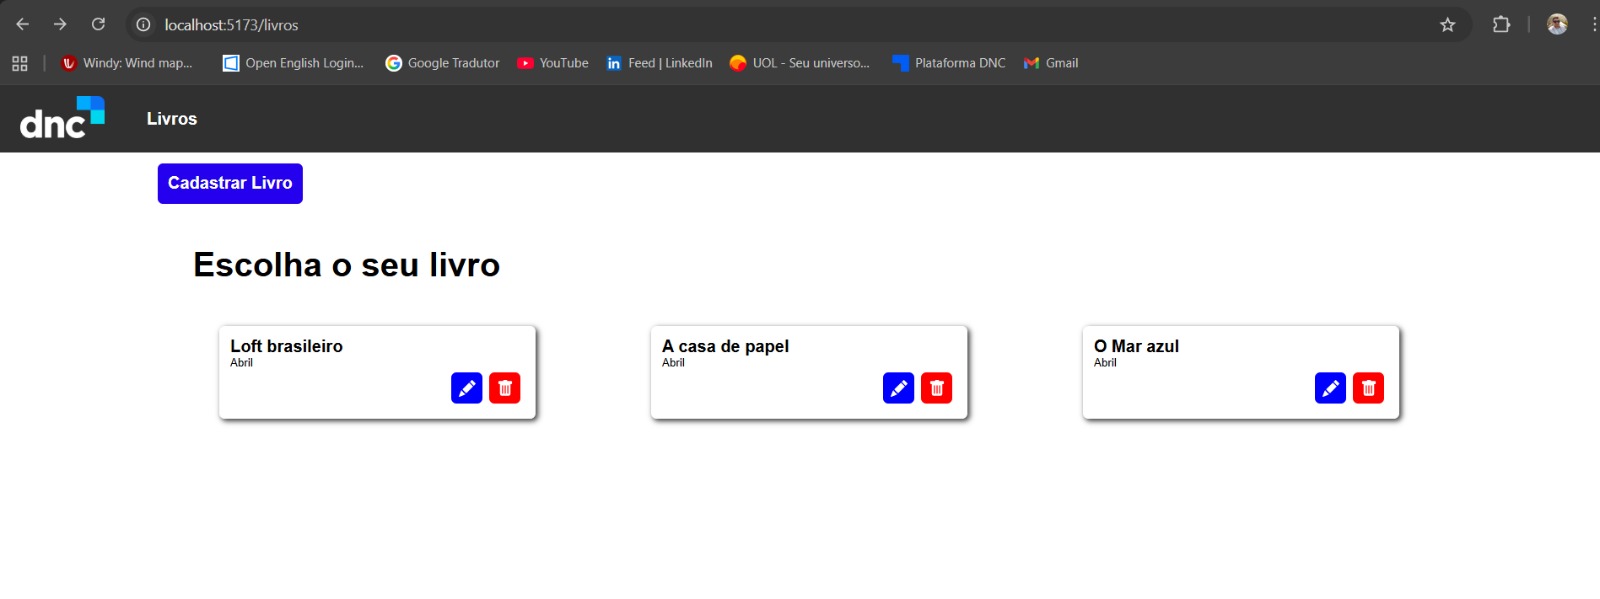 localhost:5173/livros
Windy: Wind map... Open English Login... Google Tradutor YouTube Feed | LinkedIn UOL - Seu universo... Plataforma DNC Gmail
dnc Livros
Cadastrar Livro
Escolha o seu livro
Loft brasileiro
Abril
A casa de papel
Abril
O Mar azul
Abril